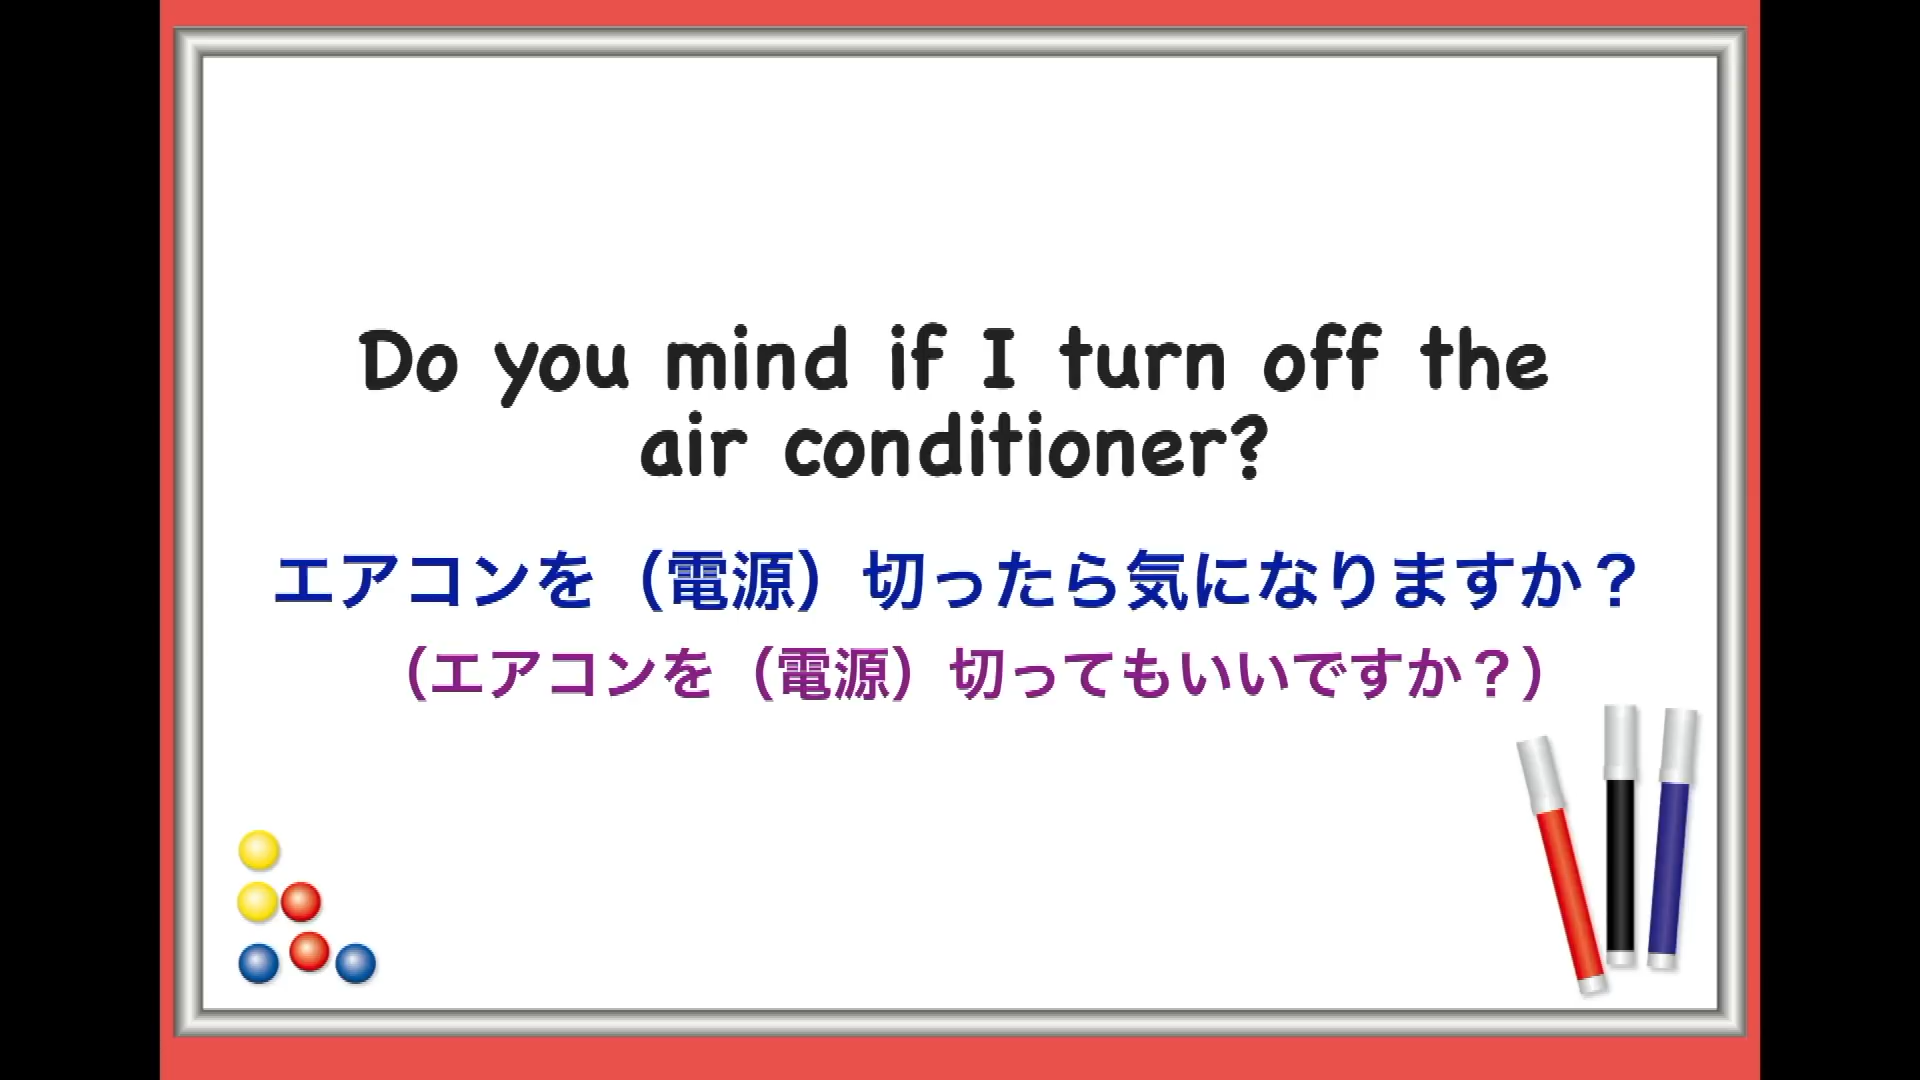 Do you mind if I turn off the
air conditioner?
エアコンを（電源）切ったら気になりますか？
（エアコンを（電源）切ってもいいですか？）